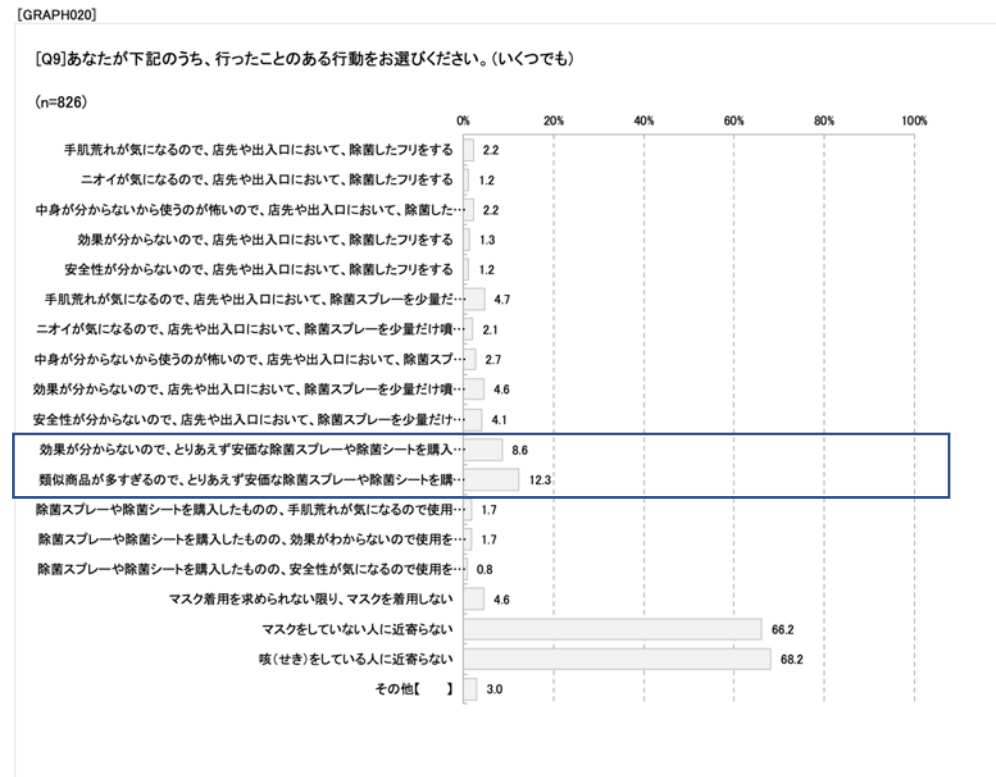 [GRAPH020]
[Q9]あなたが下記のうち、行ったことのある行動をお選びください。(いくつでも)
(n=826)
0% 20% 40% 60% 80% 100%
手肌荒れが気になるので、店先や出入口において、除菌したフリをする 2.2
ニオイが気になるので、店先や出入口において、除菌したフリをする 1.2
中身が分からないから使うのが怖いので、店先や出入口において、除菌した… 2.2
効果が分からないので、店先や出入口において、除菌したフリをする 1.3
安全性が分からないので、店先や出入口において、除菌したフリをする 1.2
手肌荒れが気になるので、店先や出入口において、除菌スプレーを少量だ… 4.7
ニオイが気になるので、店先や出入口において、除菌スプレーを少量だけ噴… 2.1
中身が分からないから使うのが怖いので、店先や出入口において、除菌スプ… 2.7
効果が分からないので、店先や出入口において、除菌スプレーを少量だけ噴… 4.6
安全性が分からないので、店先や出入口において、除菌スプレーを少量だけ… 4.1
効果が分からないので、とりあえず安価な除菌スプレーや除菌シートを購入… 8.6
類似商品が多すぎるので、とりあえず安価な除菌スプレーや除菌シートを購… 12.3
除菌スプレーや除菌シートを購入したものの、手肌荒れが気になるので使用… 1.7
除菌スプレーや除菌シートを購入したものの、効果がわからないので使用を… 1.7
除菌スプレーや除菌シートを購入したものの、安全性が気になるので使用を… 0.8
マスク着用を求められない限り、マスクを着用しない 4.6
マスクをしていない人に近寄らない 66.2
咳(せき)をしている人に近寄らない 68.2
その他【　　】 3.0